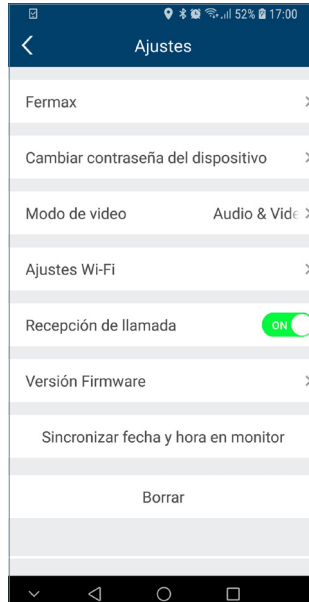 52% 17:00
Ajustes
Fermax
Cambiar contraseña del dispositivo
Modo de video Audio & Vide
Ajustes Wi-Fi
Recepción de llamada ON
Versión Firmware
Sincronizar fecha y hora en monitor
Borrar